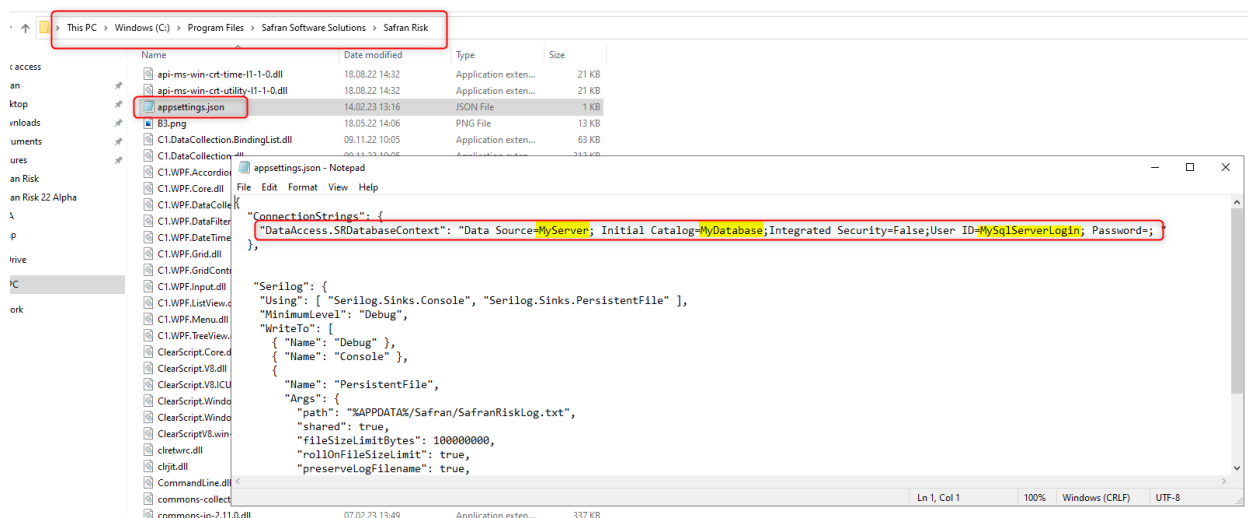 This PC > Windows (C:) > Program Files > Safran Software Solutions > Safran Risk
Name Date modified Type Size
access
an
ktop
wnloads
uments
ures
an Risk
an Risk 22 Alpha
A
p
Drive
PC
ork
api-ms-win-crt-time-l1-1-0.dll 18.08.22 14:32 Application exten... 21 KB
api-ms-win-crt-utility-l1-1-0.dll 18.08.22 14:32 Application exten... 21 KB
appsettings.json 14.02.23 13:16 JSON File 1 KB
B3.png 18.05.22 14:06 PNG File 13 KB
C1.DataCollection.BindingList.dll 09.11.22 10:05 Application exten... 63 KB
C1.DataCollection.dll 09.11.22 10:05 Application exten... 312 KB
C1.WPF.Accordion
C1.WPF.Core.dll
C1.WPF.DataColle
C1.WPF.DataFilter
C1.WPF.DateTime
C1.WPF.Grid.dll
C1.WPF.GridContr
C1.WPF.Input.dll
C1.WPF.ListView.d
C1.WPF.Menu.dll
C1.WPF.TreeView.
ClearScript.Core.d
ClearScript.V8.dll
ClearScript.V8.ICU
ClearScript.Windo
ClearScript.Windo
ClearScriptV8.win-
clretwrc.dll
clrjit.dll
CommandLine.dll
commons-collect
commons-io-2.11.0.dll 07.02.23 13:49 Application exten... 337 KB
appsettings.json - Notepad
File Edit Format View Help
{
"ConnectionStrings": {
"DataAccess.SRDatabaseContext": "Data Source=MyServer; Initial Catalog=MyDatabase;Integrated Security=False;User ID=MySqlServerLogin; Password=; "
},
"Serilog": {
"Using": [ "Serilog.Sinks.Console", "Serilog.Sinks.PersistentFile" ],
"MinimumLevel": "Debug",
"WriteTo": [
{ "Name": "Debug" },
{ "Name": "Console" },
{
"Name": "PersistentFile",
"Args": {
"path": "%APPDATA%/Safran/SafranRiskLog.txt",
"shared": true,
"fileSizeLimitBytes": 100000000,
"rollOnFileSizeLimit": true,
"preserveLogFilename": true,
Ln 1, Col 1 100% Windows (CRLF) UTF-8